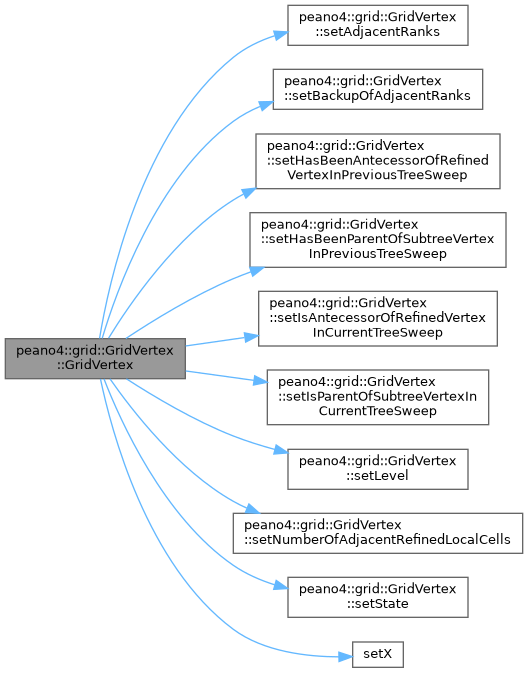 peano4::grid::GridVertex
::setAdjacentRanks
peano4::grid::GridVertex
::setBackupOfAdjacentRanks
peano4::grid::GridVertex
::setHasBeenAntecessorOfRefined
VertexInPreviousTreeSweep
peano4::grid::GridVertex
::setHasBeenParentOfSubtreeVertex
InPreviousTreeSweep
peano4::grid::GridVertex
::setIsAntecessorOfRefinedVertex
InCurrentTreeSweep
peano4::grid::GridVertex
::GridVertex
peano4::grid::GridVertex
::setIsParentOfSubtreeVertexIn
CurrentTreeSweep
peano4::grid::GridVertex
::setLevel
peano4::grid::GridVertex
::setNumberOfAdjacentRefinedLocalCells
peano4::grid::GridVertex
::setState
setX